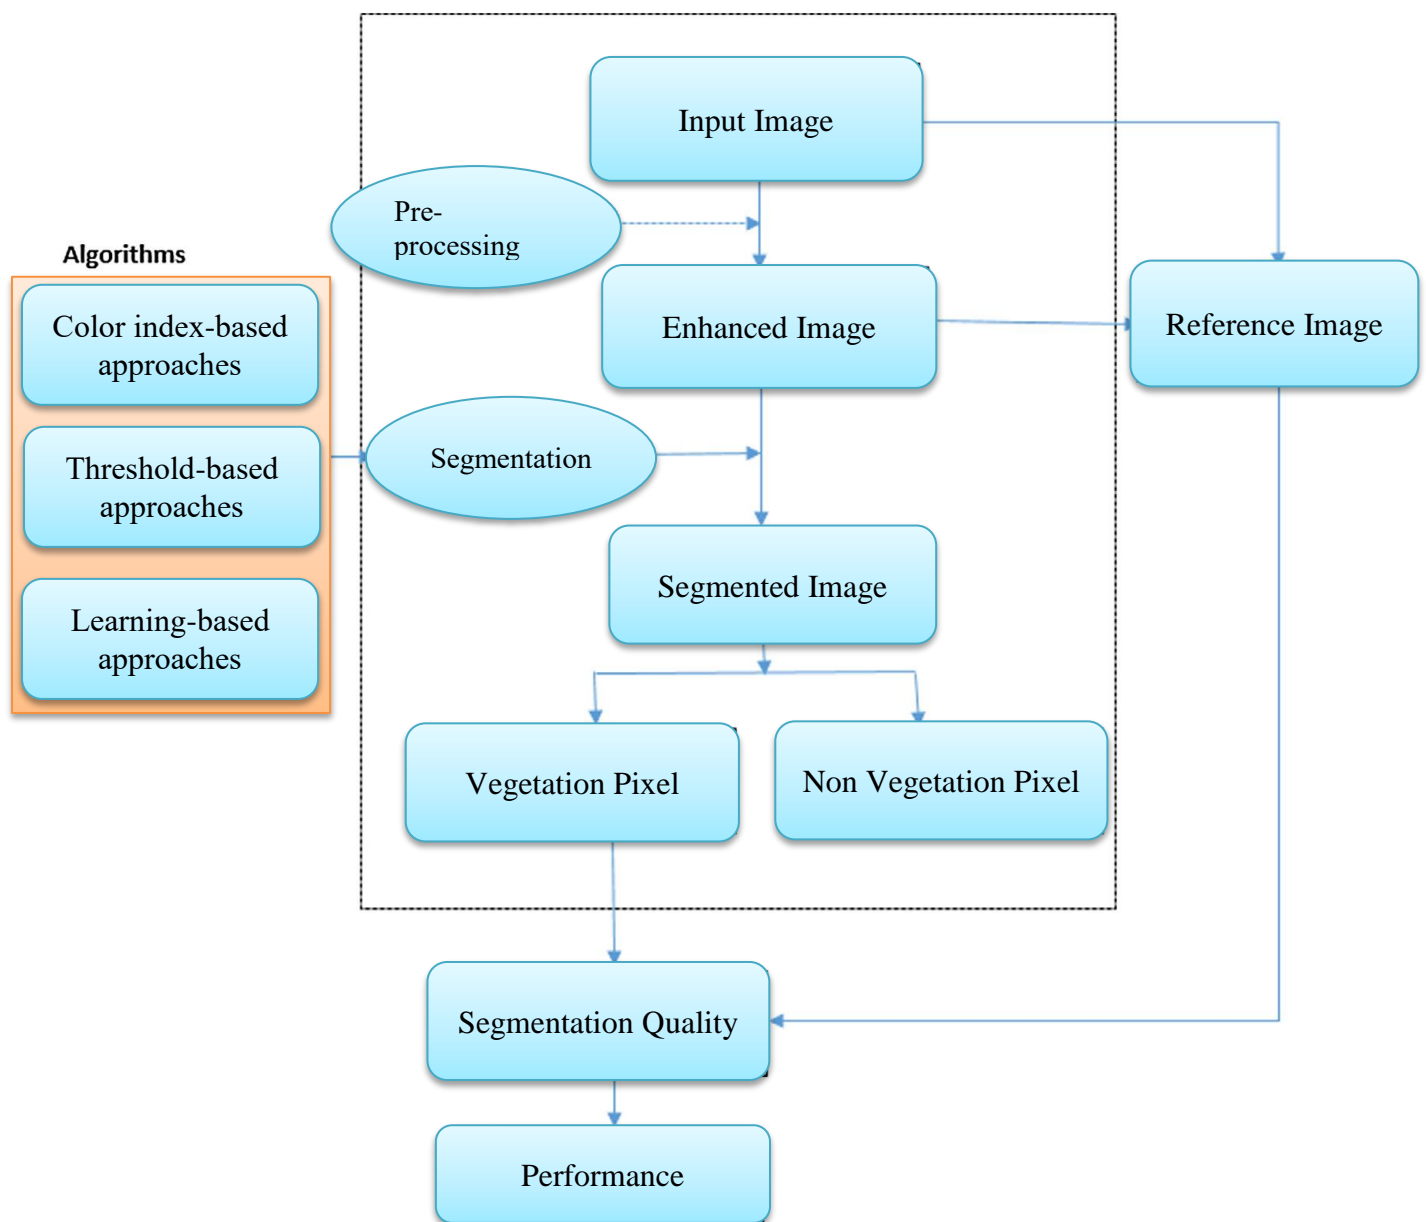 Input Image
Pre-
processing
Algorithms
Color index-based
approaches
Enhanced Image
Reference Image
Threshold-based
approaches
Segmentation
Segmented Image
Learning-based
approaches
Vegetation Pixel
Non Vegetation Pixel
Segmentation Quality
Performance